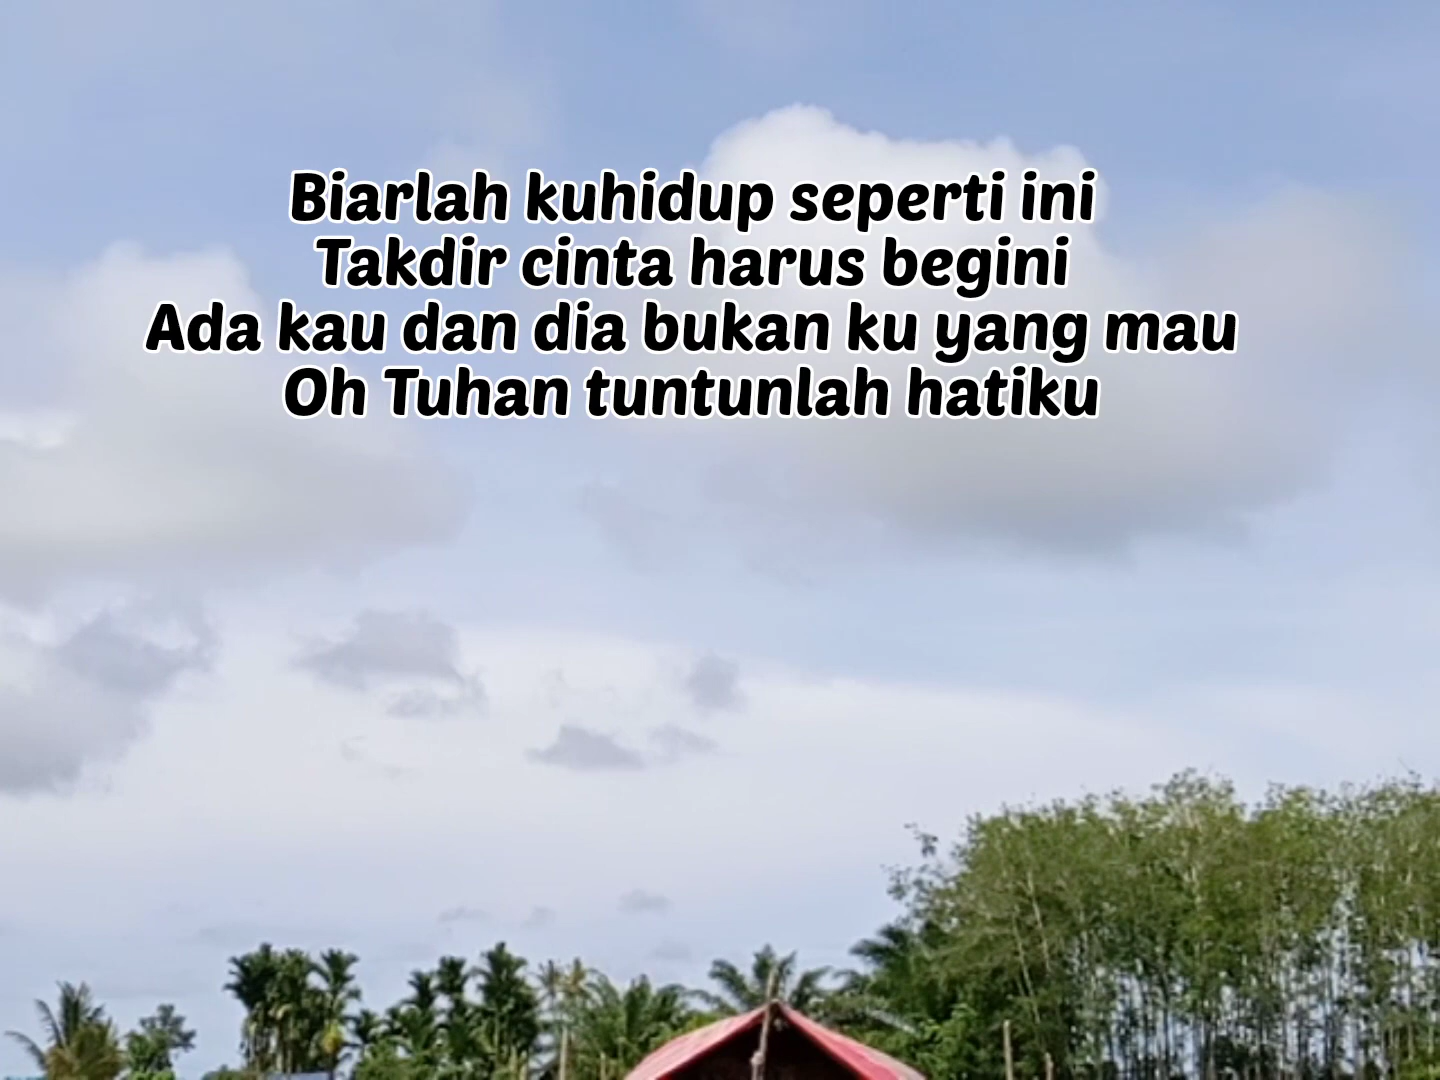 Biarlah kuhidup seperti ini
Takdir cinta harus begini
Ada kau dan dia bukan ku yang mau
Oh Tuhan tuntunlah hatiku